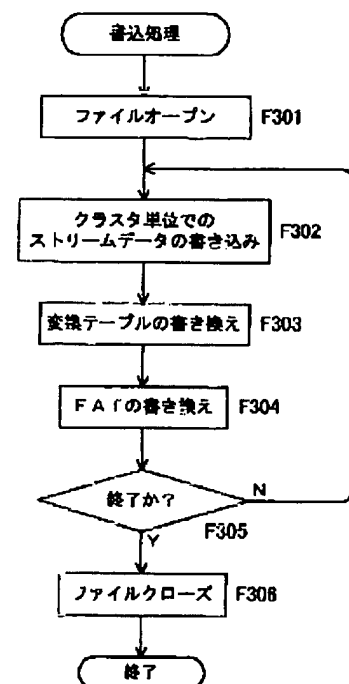 書込処理
ファイルオープン F301
クラスタ単位での
ストリームデータの書き込み F302
変換テーブルの書き換え F303
FATの書き換え F304
終了か? N
F305
Y
ファイルクローズ F306
終了